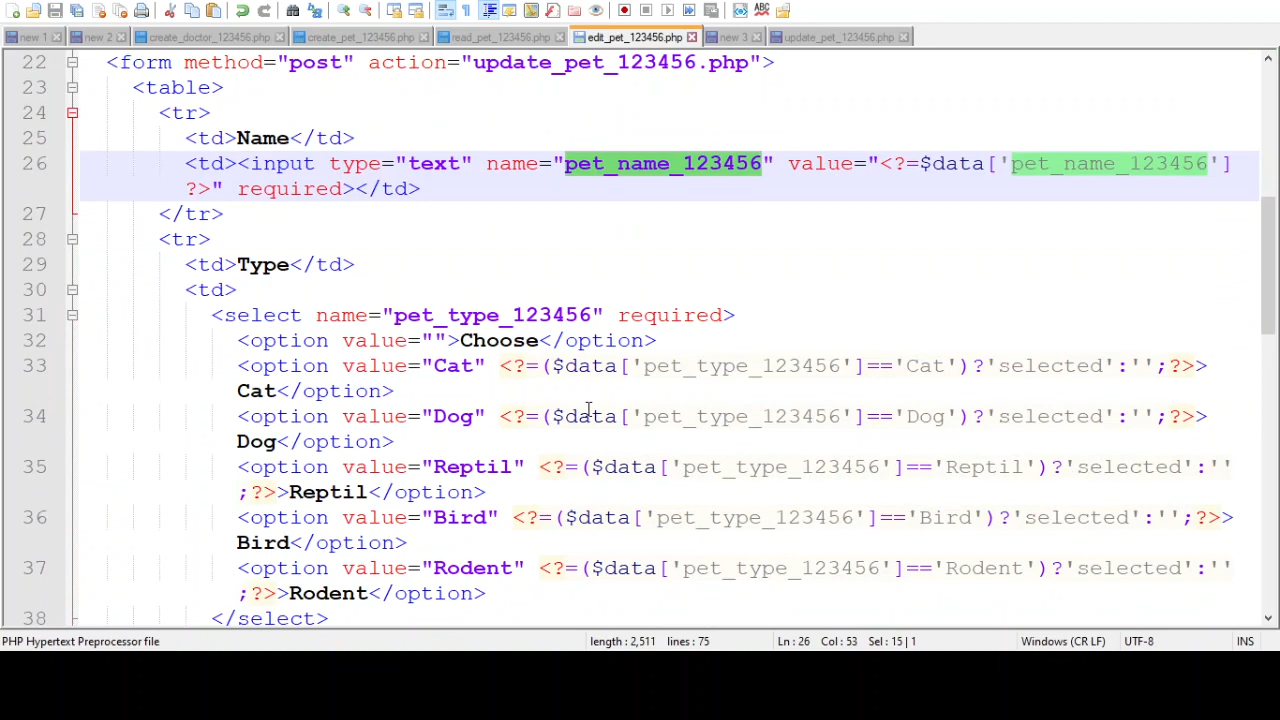 new 1 new 2 create_doctor_123456.php create_pet_123456.php read_pet_123456.php edit_pet_123456.php new 3 update_pet_123456.php
22 <form method="post" action="update_pet_123456.php">
23 <table>
24 <tr>
25 <td>Name</td>
26 <td><input type="text" name="pet_name_123456" value="<?=$data['pet_name_123456']
?>" required></td>
27 </tr>
28 <tr>
29 <td>Type</td>
30 <td>
31 <select name="pet_type_123456" required>
32 <option value="">Choose</option>
33 <option value="Cat" <?=($data['pet_type_123456']=='Cat')?'selected':'';?>>
Cat</option>
34 <option value="Dog" <?=($data['pet_type_123456']=='Dog')?'selected':'';?>>
Dog</option>
35 <option value="Reptil" <?=($data['pet_type_123456']=='Reptil')?'selected':''
;?>>Reptil</option>
36 <option value="Bird" <?=($data['pet_type_123456']=='Bird')?'selected':'';?>>
Bird</option>
37 <option value="Rodent" <?=($data['pet_type_123456']=='Rodent')?'selected':''
;?>>Rodent</option>
38 </select>
PHP Hypertext Preprocessor file length : 2,511 lines : 75 Ln : 26 Col : 53 Sel : 15 | 1 Windows (CR LF) UTF-8 INS